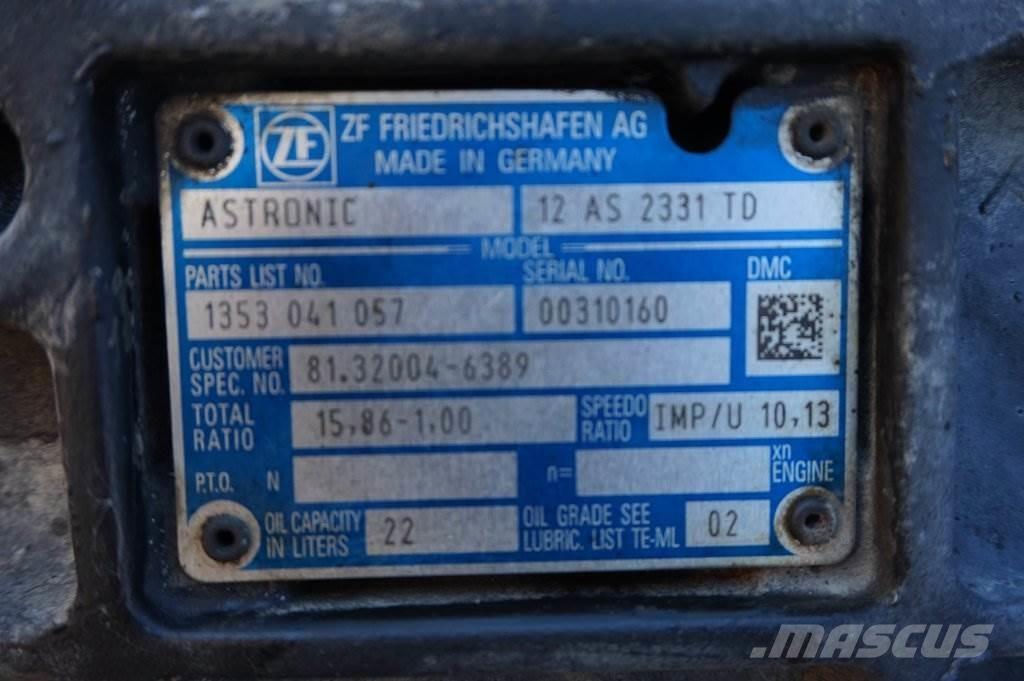 ZF
ZF FRIEDRICHSHAFEN AG
MADE IN GERMANY
ASTRONIC 12 AS 2331 TD
MODEL
PARTS LIST NO. SERIAL NO. DMC
1353 041 057 00310160
CUSTOMER SPEC. NO. 81.32004-6389
TOTAL RATIO 15,86-1,00 SPEEDO RATIO IMP/U 10,13
P.T.O. N n= xn ENGINE
OIL CAPACITY IN LITERS 22 OIL GRADE SEE LUBRIC. LIST TE-ML 02
MASCUS